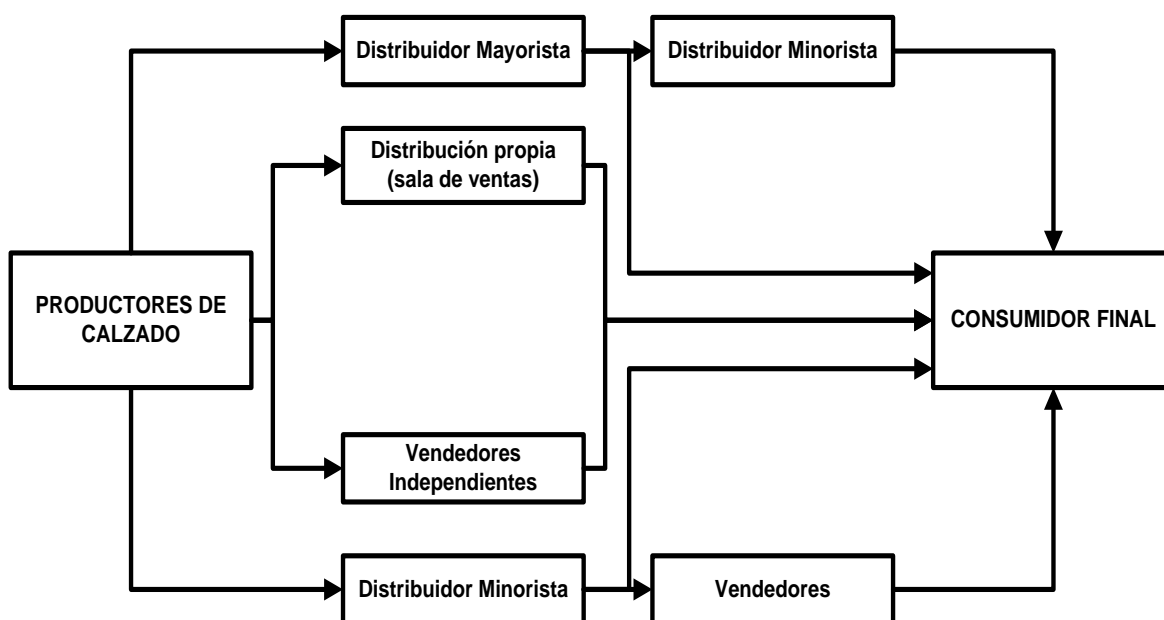 Distribuidor Mayorista
Distribuidor Minorista
Distribución propia
(sala de ventas)
PRODUCTORES DE
CALZADO
CONSUMIDOR FINAL
Vendedores
Independientes
Distribuidor Minorista
Vendedores